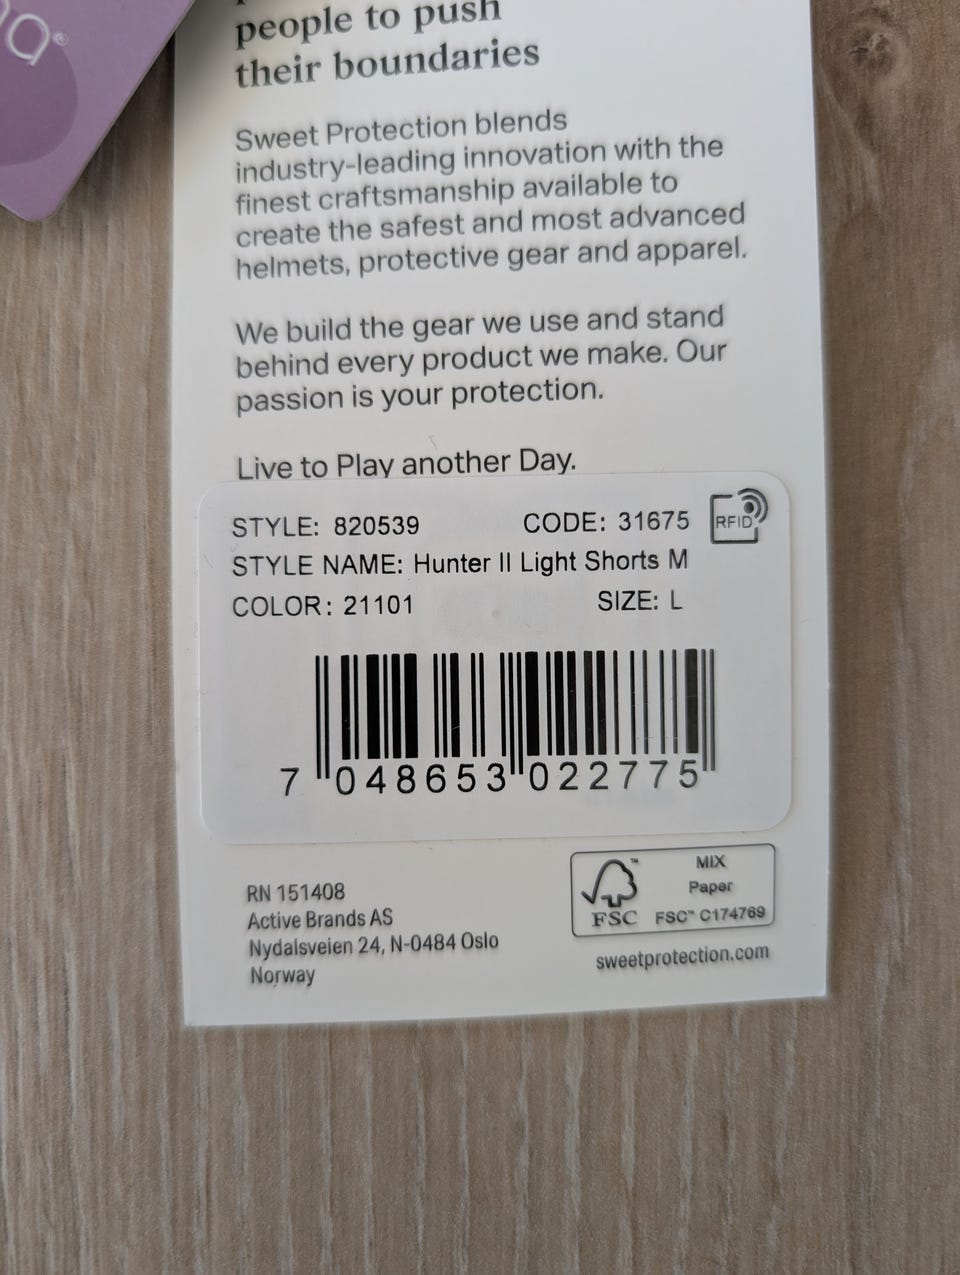 people to push
their boundaries
Sweet Protection blends
industry-leading innovation with the
finest craftsmanship available to
create the safest and most advanced
helmets, protective gear and apparel.
We build the gear we use and stand
behind every product we make. Our
passion is your protection.
Live to Play another Day.
STYLE: 820539 CODE: 31675 RFID
STYLE NAME: Hunter II Light Shorts M
COLOR: 21101 SIZE: L
7 048653 022775
RN 151408
Active Brands AS
Nydalsveien 24, N-0484 Oslo
Norway
MIX
Paper
FSC™ C174769
FSC™
sweetprotection.com